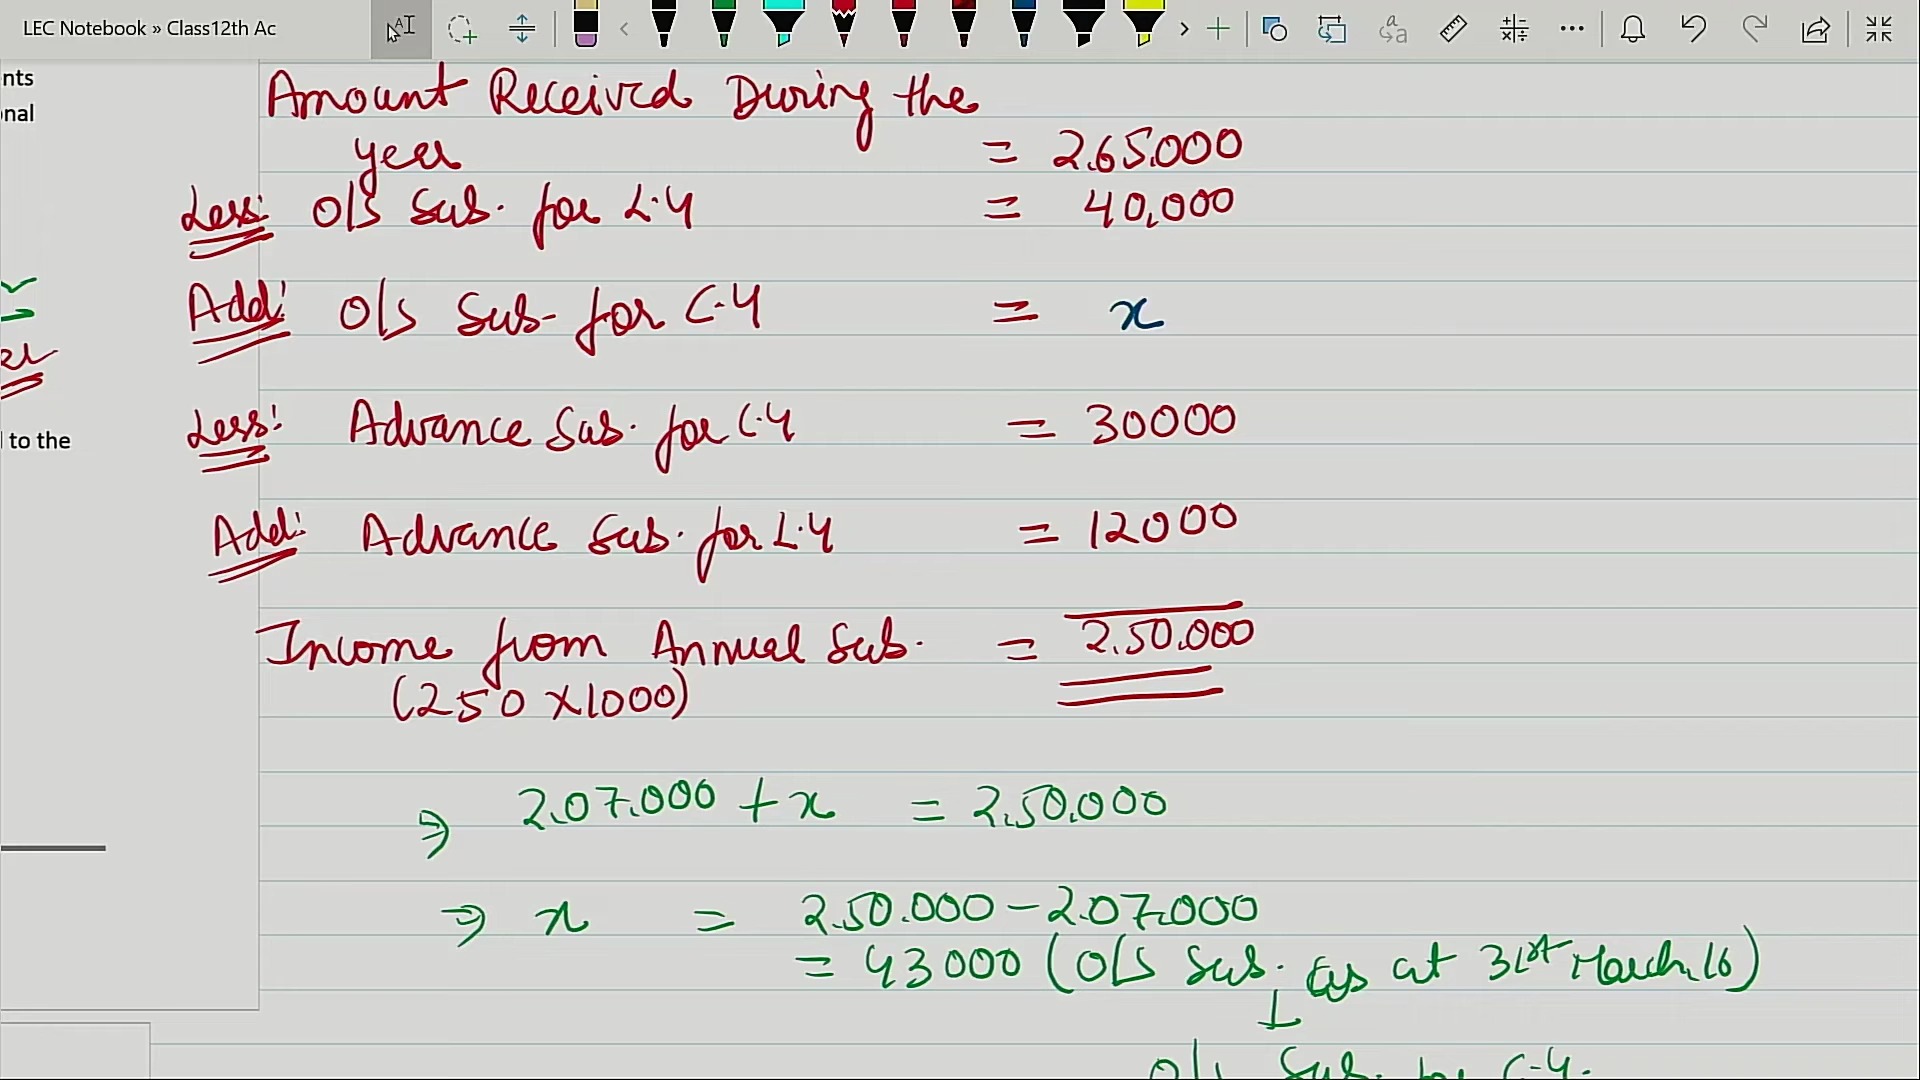 LEC Notebook » Class12th Ac
nts
onal
to the
Amount Received During the
year = 2,65,000
Less: O/s Sub. for L.Y = 40,000
Add: O/s Sub. for C.Y = x
Less: Advance Sub. for C.Y = 30000
Add: Advance Sub. for L.Y = 12000
Income from Annual Sub. = 2,50,000
(250 x 1000)
⇒ 2,07,000 + x = 2,50,000
⇒ x = 2,50,000 - 2,07,000
= 43000 (O/s Sub. as at 31st March, 16)
↓
O/s Sub. for C.Y.